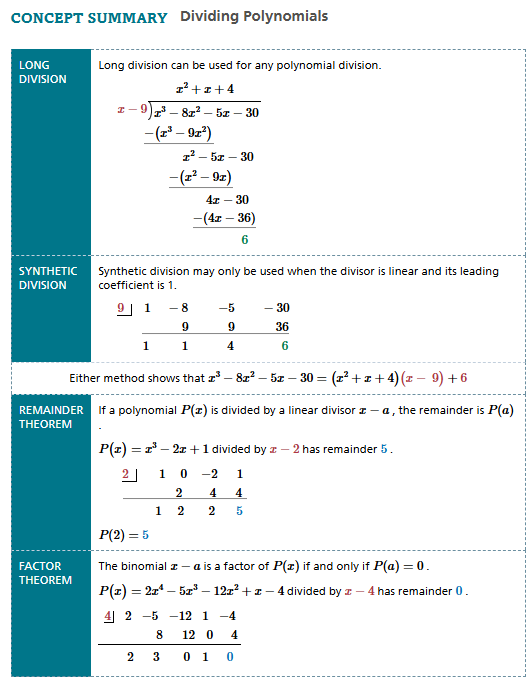 CONCEPT SUMMARY Dividing Polynomials
LONG DIVISION
Long division can be used for any polynomial division.
x² + x + 4
x − 9)x³ − 8x² − 5x − 30
−(x³ − 9x²)
x² − 5x − 30
−(x² − 9x)
4x − 30
−(4x − 36)
6
SYNTHETIC DIVISION
Synthetic division may only be used when the divisor is linear and its leading
coefficient is 1.
9⌋ 1 − 8 −5 − 30
9 9 36
1 1 4 6
Either method shows that x³ − 8x² − 5x − 30 = (x² + x + 4)(x − 9) + 6
REMAINDER THEOREM
If a polynomial P(x) is divided by a linear divisor x − a , the remainder is P(a)
.
P(x) = x³ − 2x + 1 divided by x − 2 has remainder 5 .
2⌋ 1 0 −2 1
2 4 4
1 2 2 5
P(2) = 5
FACTOR THEOREM
The binomial x − a is a factor of P(x) if and only if P(a) = 0 .
P(x) = 2x⁴ − 5x³ − 12x² + x − 4 divided by x − 4 has remainder 0 .
4⌋ 2 −5 −12 1 −4
8 12 0 4
2 3 0 1 0